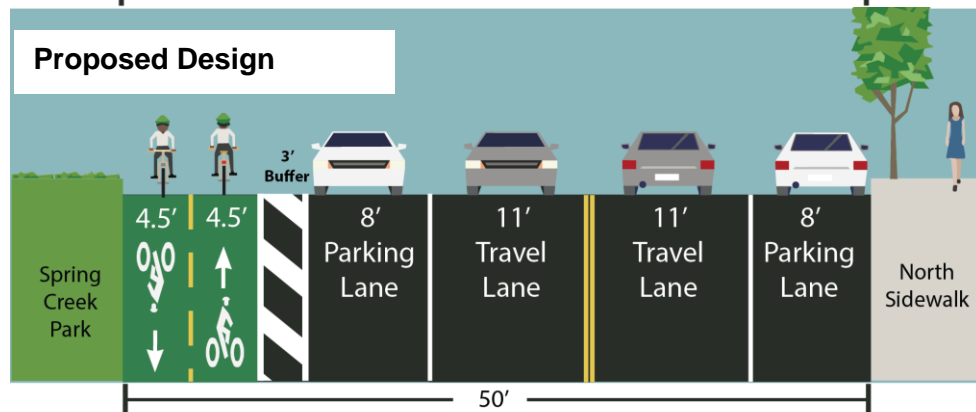 Proposed Design
3’
Buffer
4.5’
4.5’
8’
Parking
Lane
11’
Travel
Lane
11’
Travel
Lane
8’
Parking
Lane
Spring
Creek
Park
North
Sidewalk
50’